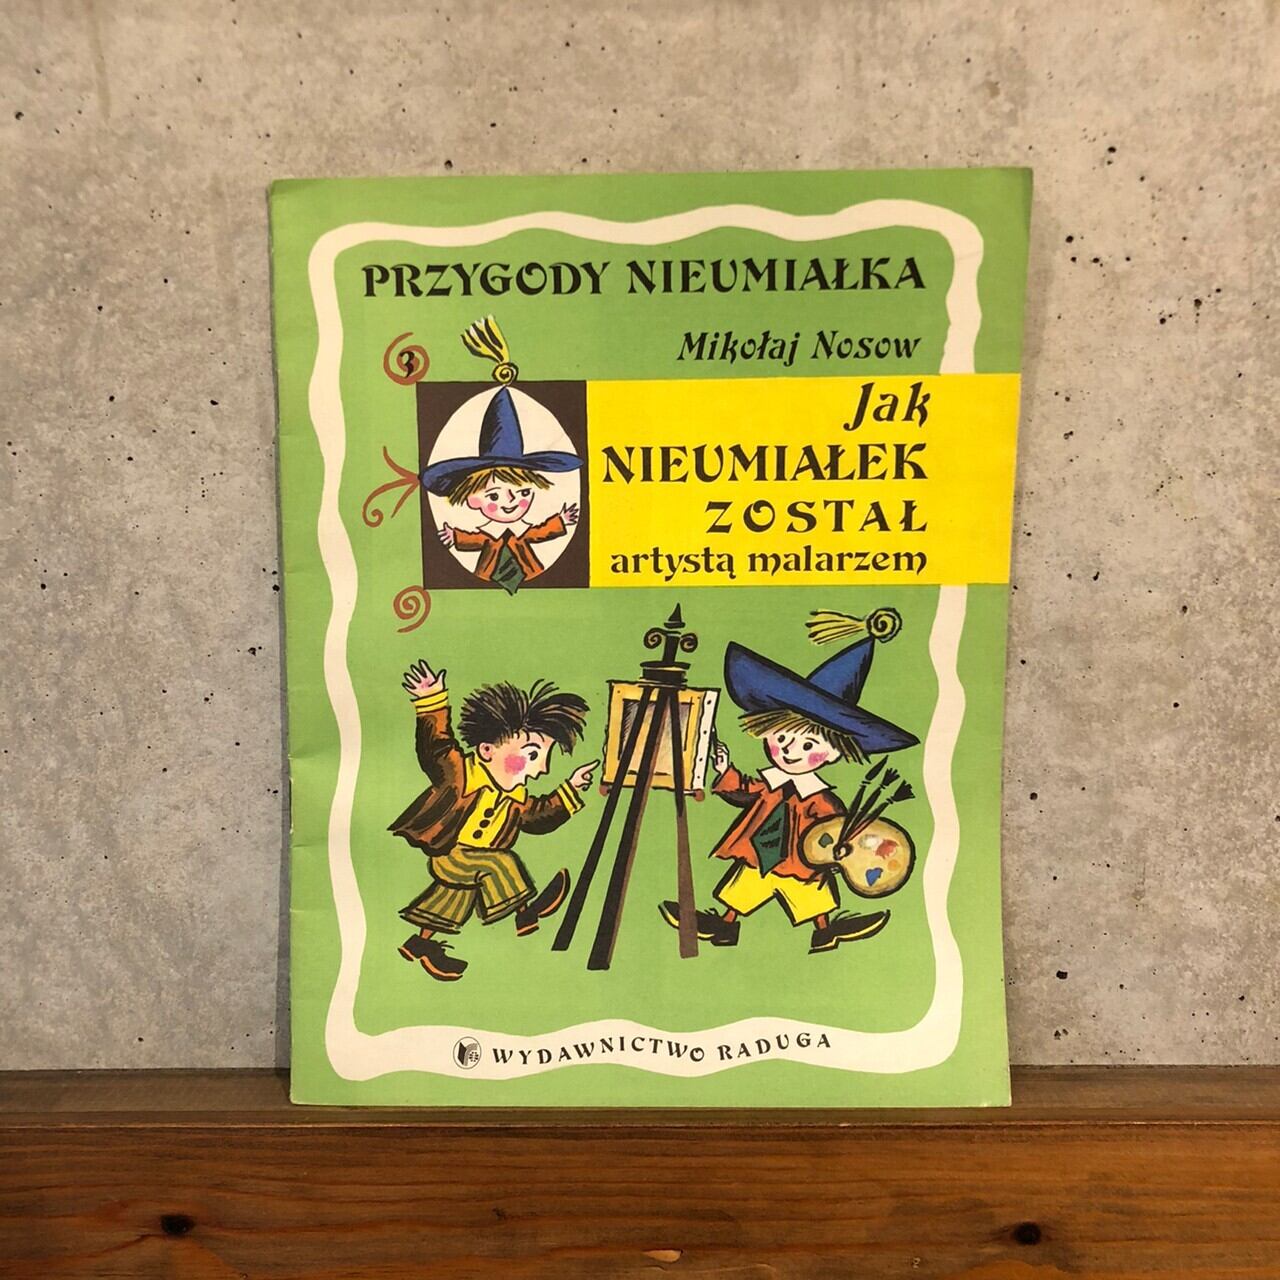 PRZYGODY NIEUMIAŁKA
Mikołaj Nosow
3
Jak
NIEUMIAŁEK
ZOSTAŁ
artystą malarzem
WYDAWNICTWO RADUGA